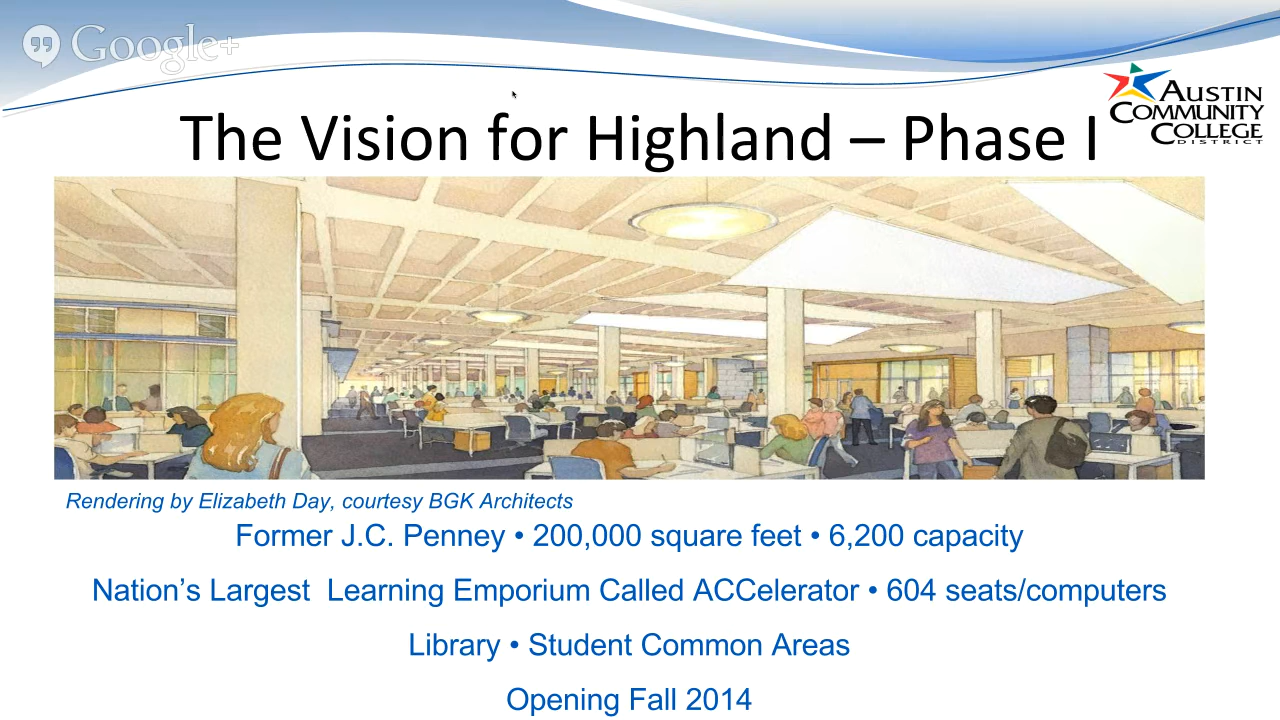 Google+
The Vision for Highland – Phase I
AUSTIN
COMMUNITY
COLLEGE
DISTRICT
Rendering by Elizabeth Day, courtesy BGK Architects
Former J.C. Penney • 200,000 square feet • 6,200 capacity
Nation’s Largest  Learning Emporium Called ACCelerator • 604 seats/computers
Library • Student Common Areas
Opening Fall 2014